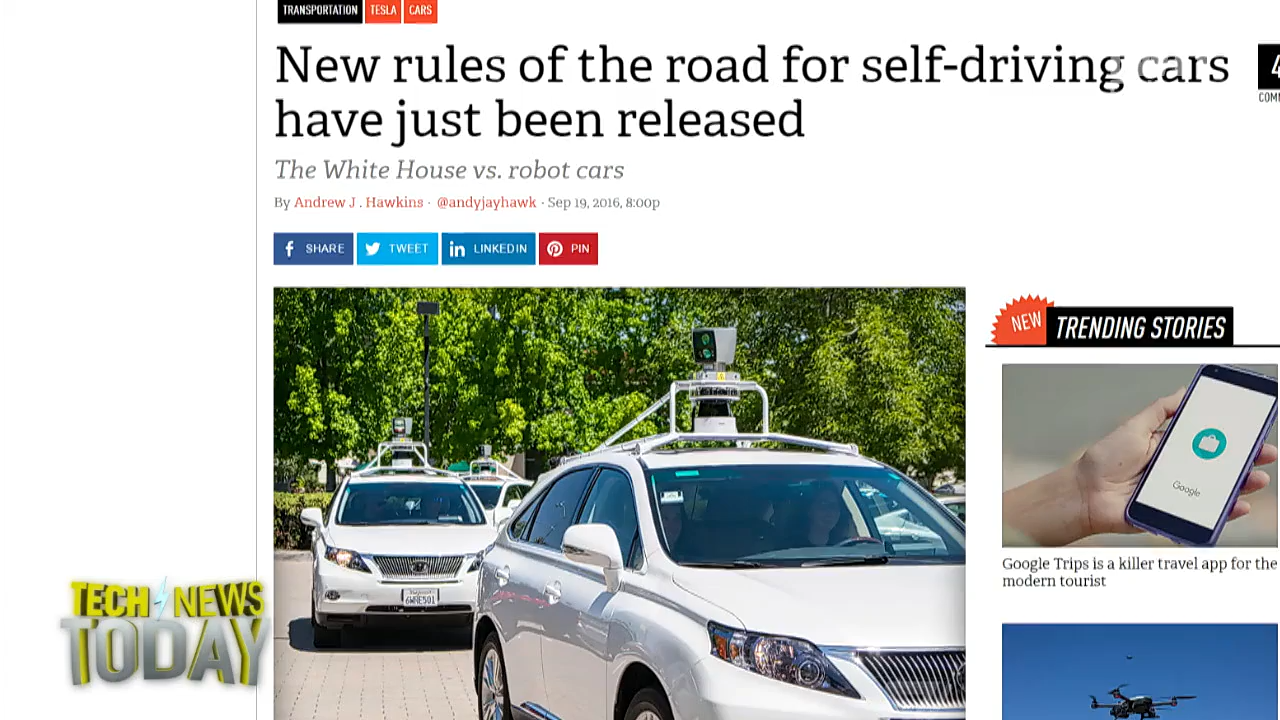 TRANSPORTATION TESLA CARS
New rules of the road for self-driving cars
have just been released
The White House vs. robot cars
By Andrew J. Hawkins · @andyjayhawk · Sep 19, 2016, 8:00p
SHARE TWEET LINKEDIN PIN
NEW TRENDING STORIES
Google
Google Trips is a killer travel app for the
modern tourist
TECH NEWS
TODAY